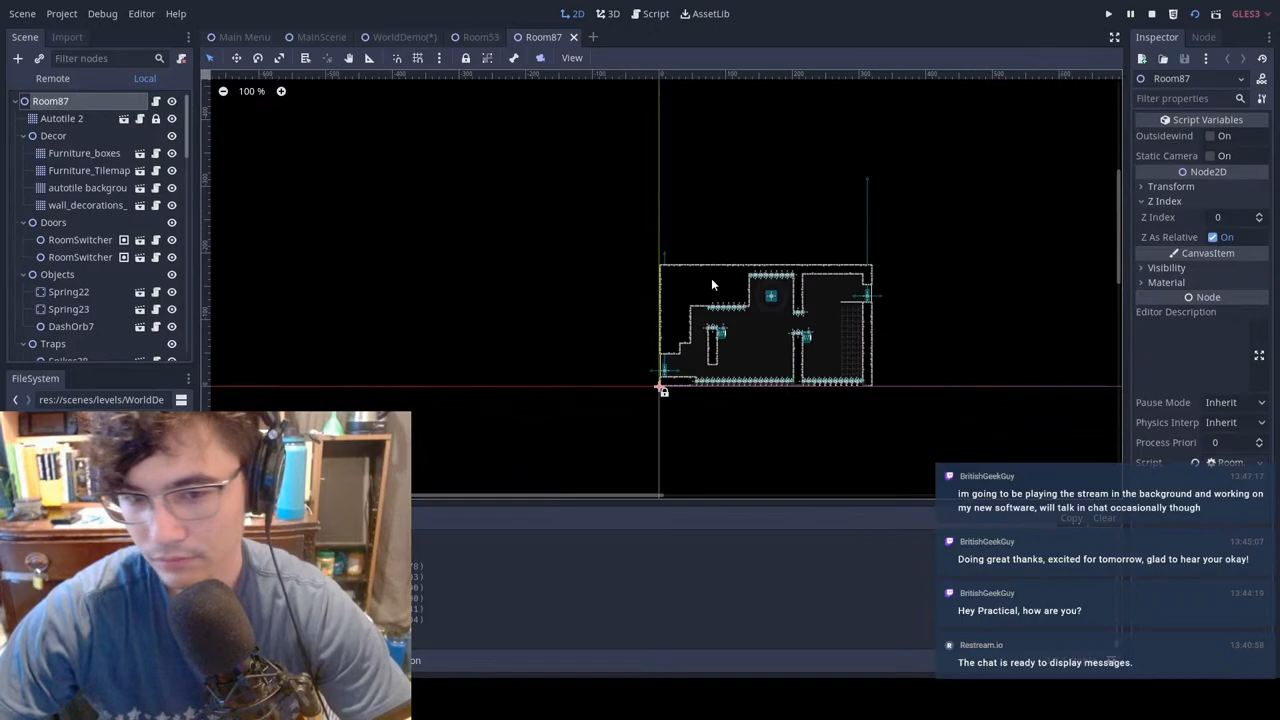 Scene Project Debug Editor Help
2D 3D Script AssetLib
GLES3
Scene Import
Main Menu MainScene WorldDemo(*) Room53 Room87
Inspector Node
Filter nodes
View
Remote Local
100 %
Room87
Autotile 2
Decor
Furniture_boxes
Furniture_Tilemap
autotile backgrou
wall_decorations_
Doors
RoomSwitcher
RoomSwitcher
Objects
Spring22
Spring23
DashOrb7
Traps
FileSystem
res://scenes/levels/WorldDe
Room87
Filter properties
Script Variables
Outsidewind On
Static Camera On
Node2D
Transform
Z Index
Z Index 0
Z As Relative On
CanvasItem
Visibility
Material
Node
Editor Description
Pause Mode Inherit
Physics Interp Inherit
Process Priori 0
Script Room.
Copy Clear
BritishGeekGuy 13:47:17
im going to be playing the stream in the background and working on
my new software, will talk in chat occasionally though
BritishGeekGuy 13:45:07
Doing great thanks, excited for tomorrow, glad to hear your okay!
BritishGeekGuy 13:44:19
Hey Practical, how are you?
Restream.io 13:40:58
The chat is ready to display messages.